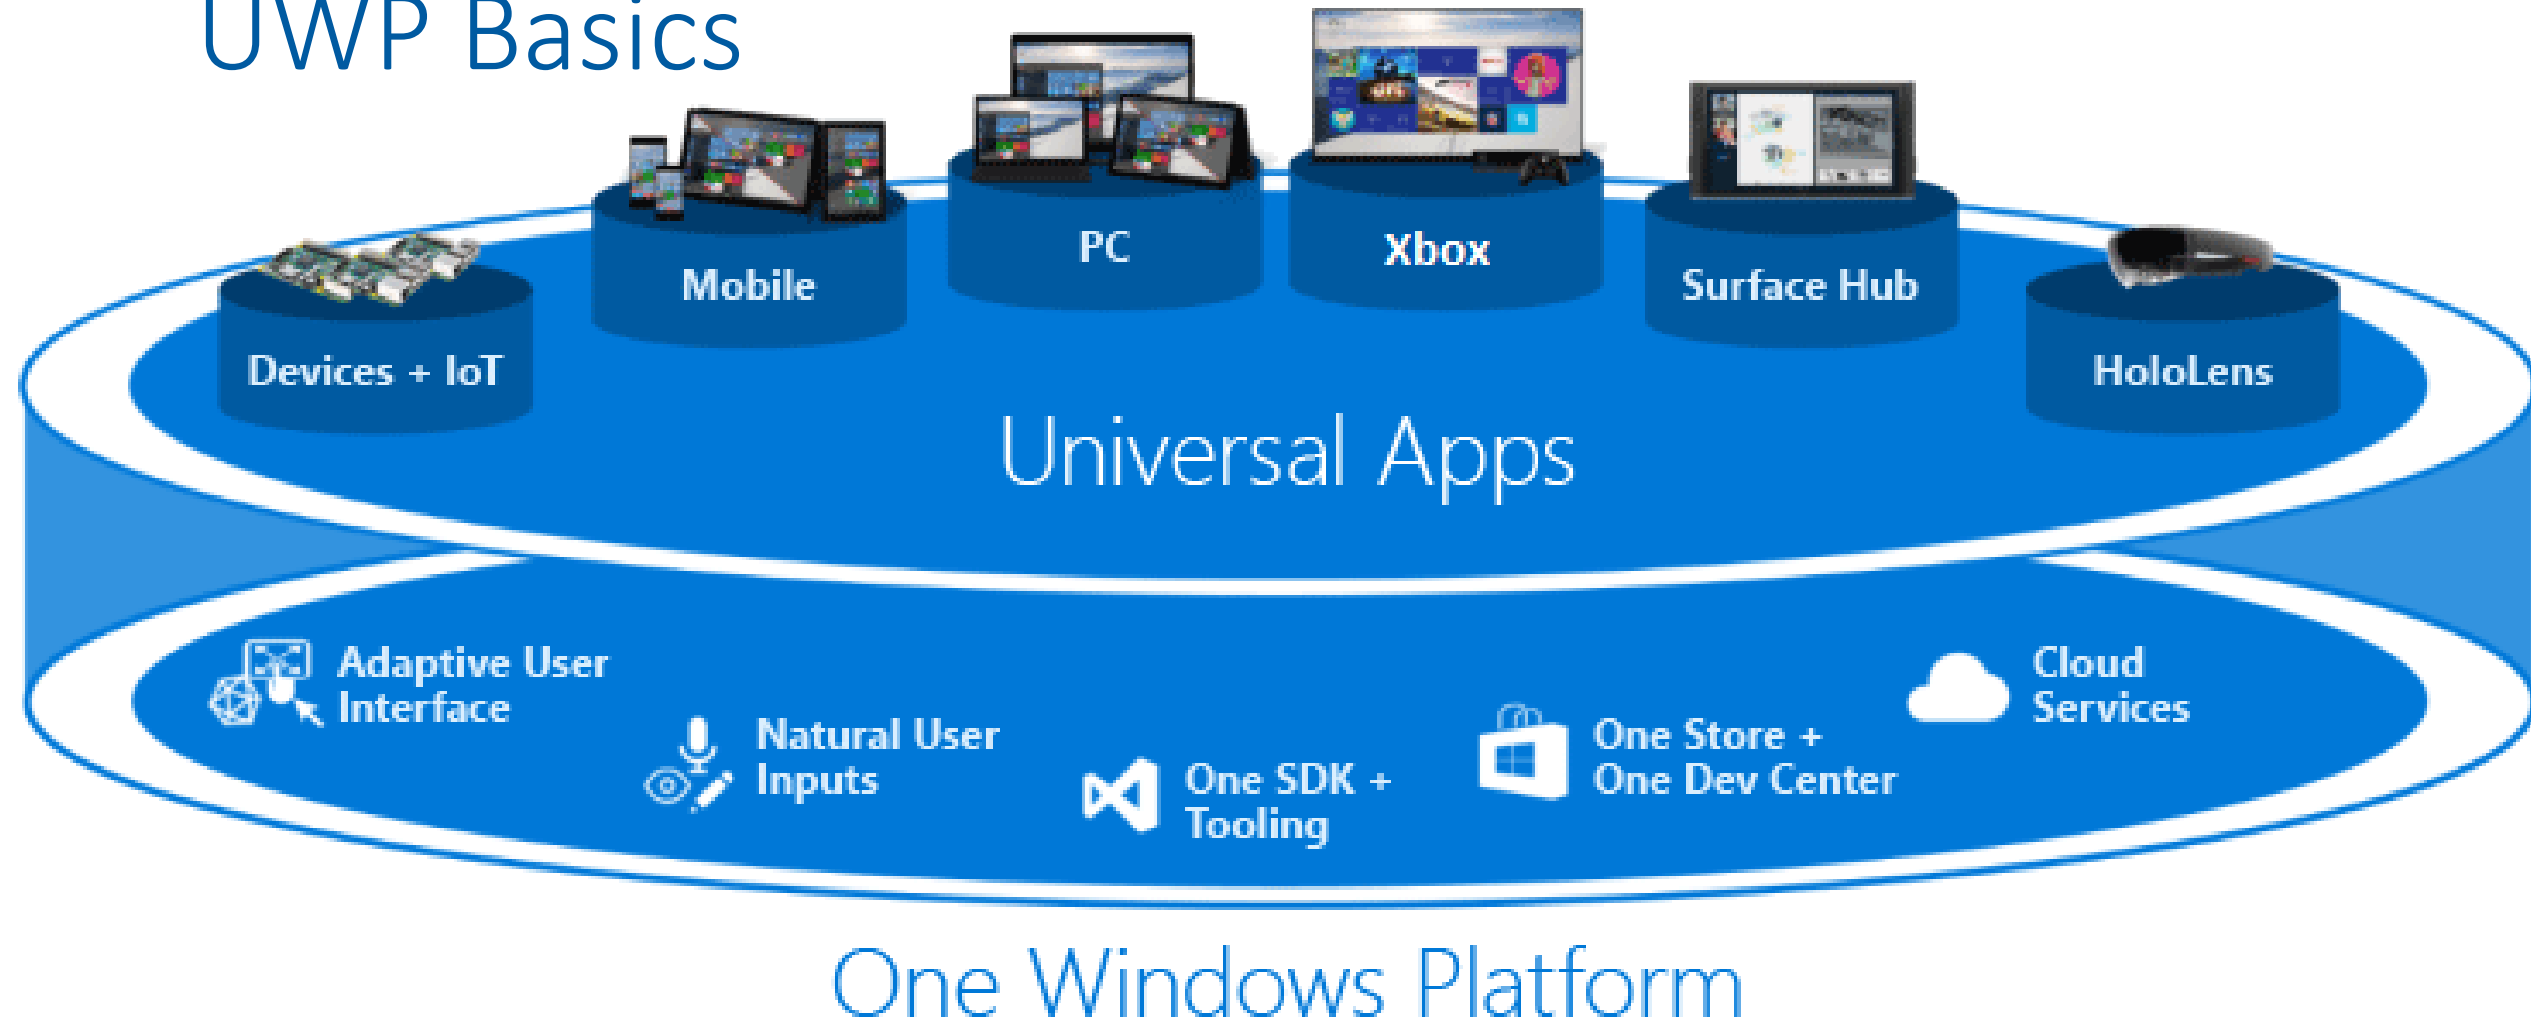 UWP Basics
Devices + IoT
Mobile
PC
Xbox
Surface Hub
HoloLens
Universal Apps
Adaptive User
Interface
Natural User
Inputs
One SDK +
Tooling
One Store +
One Dev Center
Cloud
Services
One Windows Platform